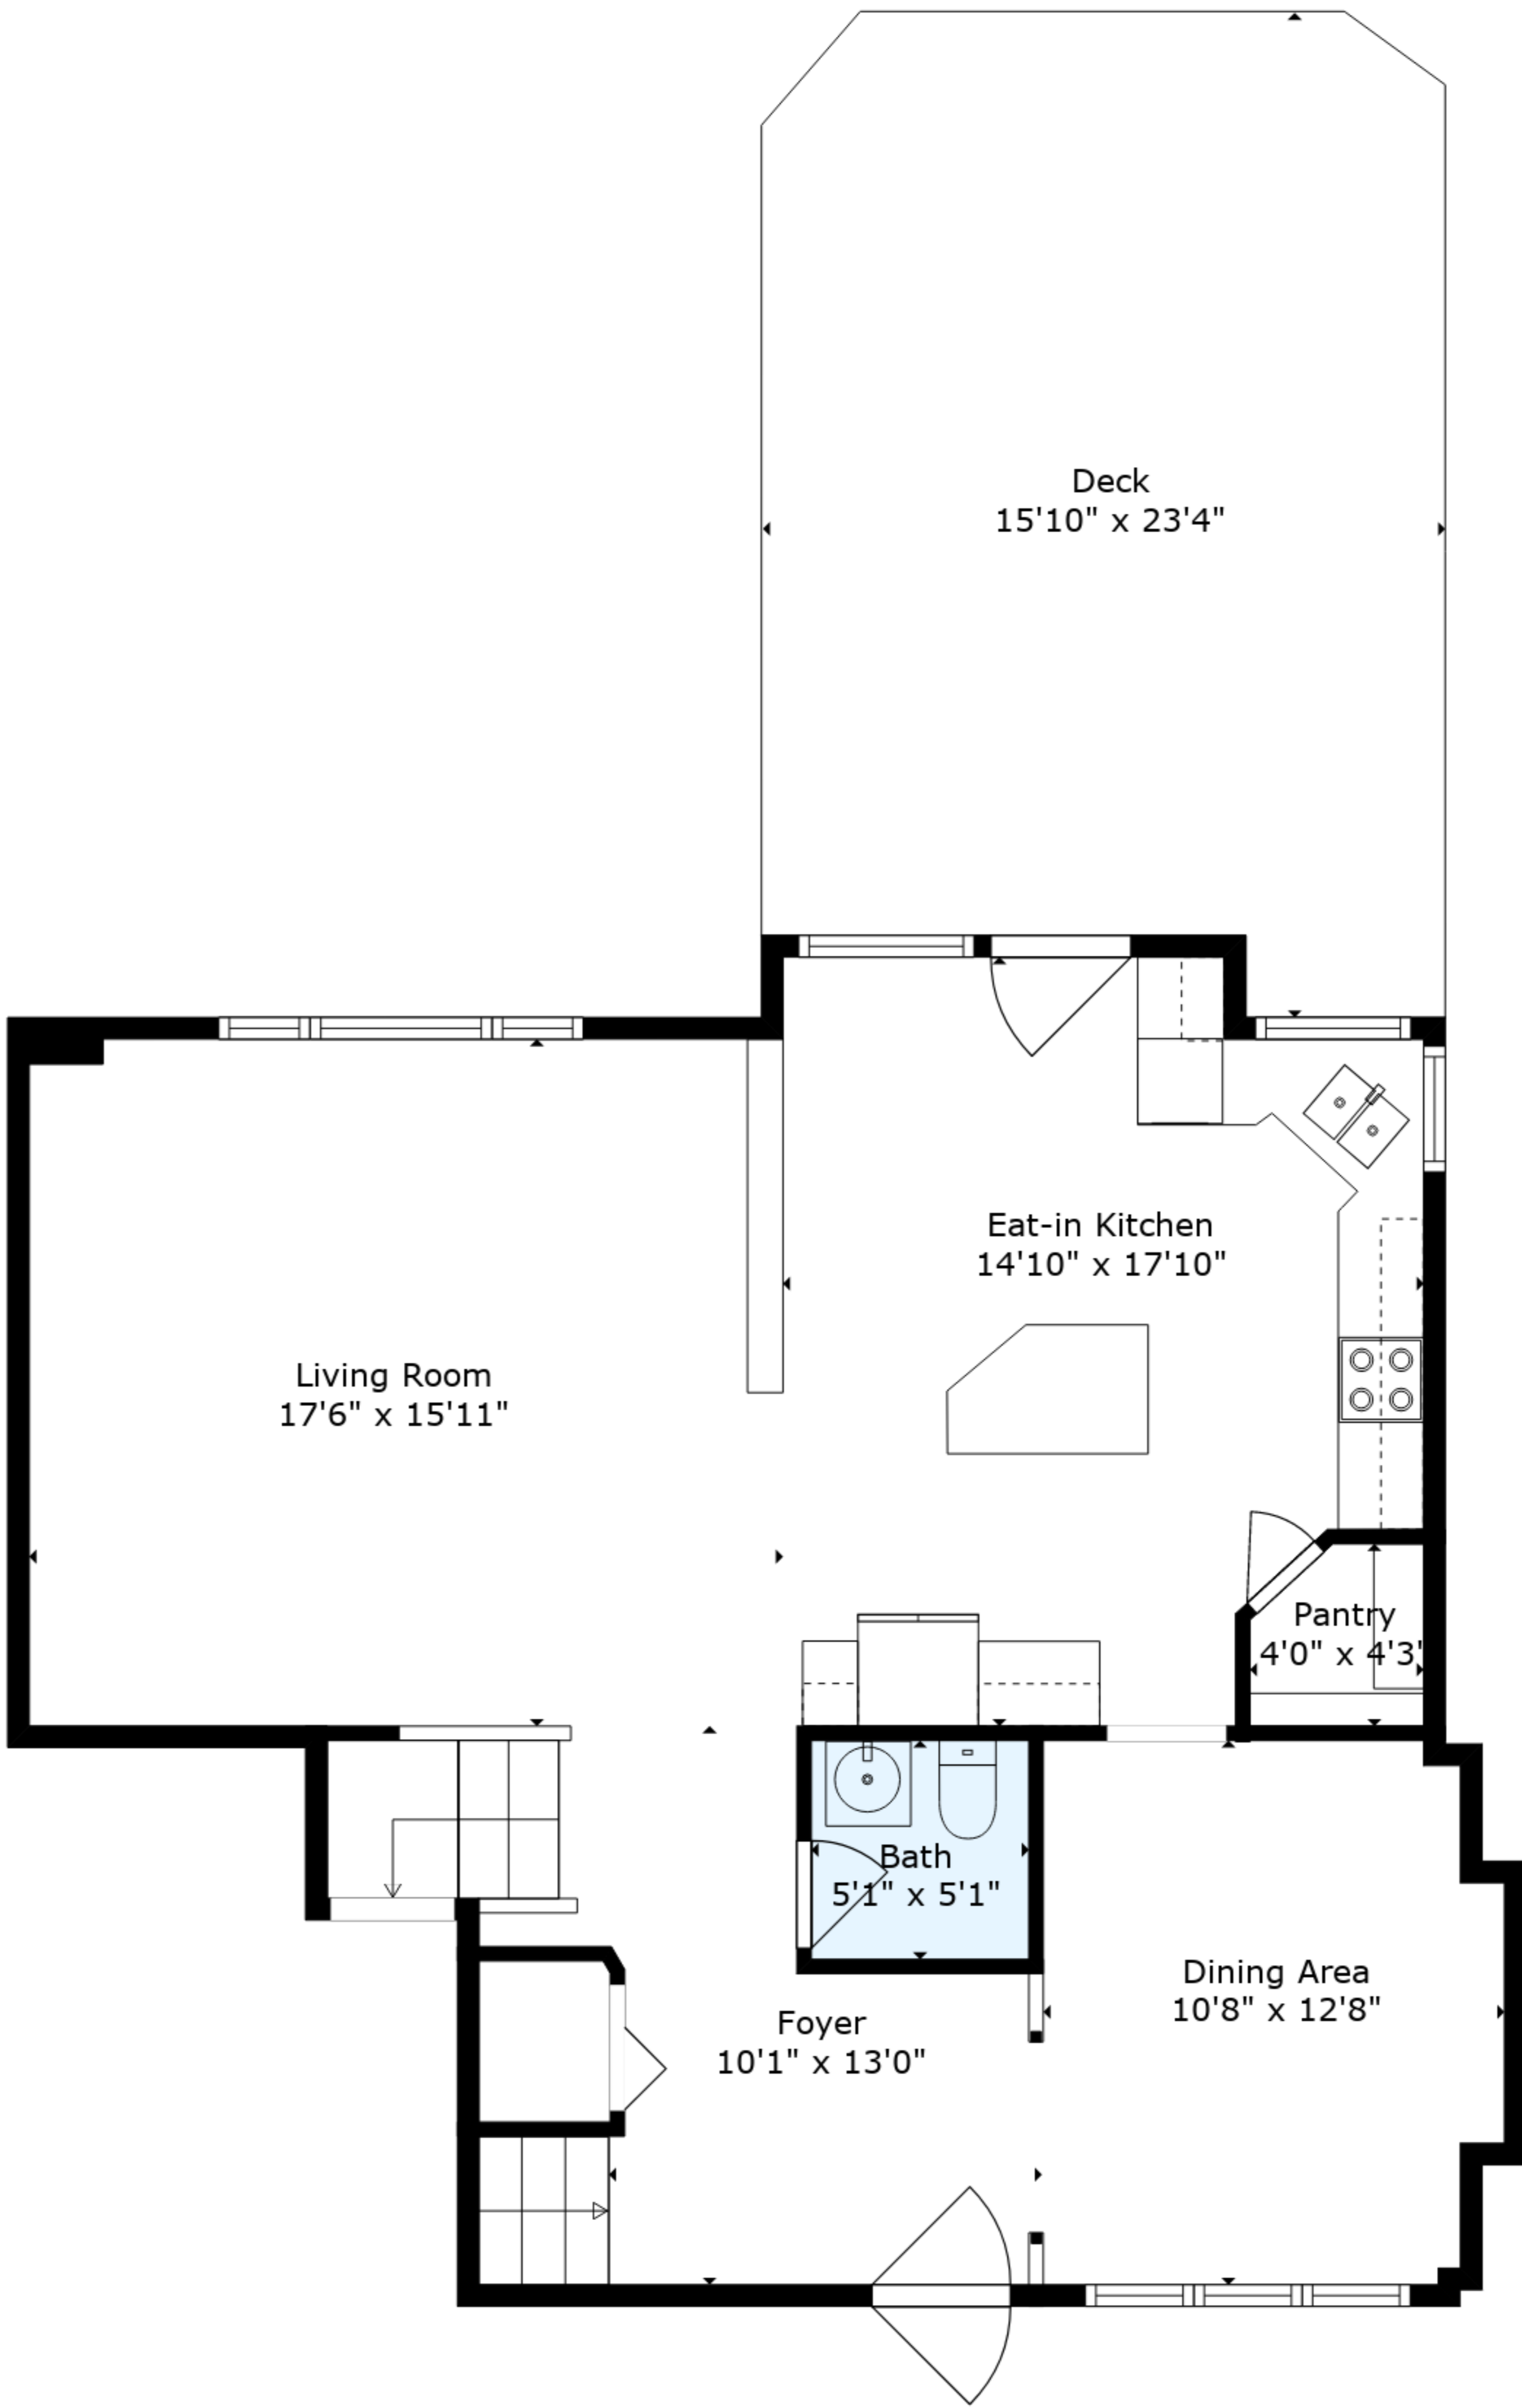 Deck
15'10" x 23'4"
Eat-in Kitchen
14'10" x 17'10"
Living Room
17'6" x 15'11"
Pantry
4'0" x 4'3"
Bath
5'1" x 5'1"
Dining Area
10'8" x 12'8"
Foyer
10'1" x 13'0"